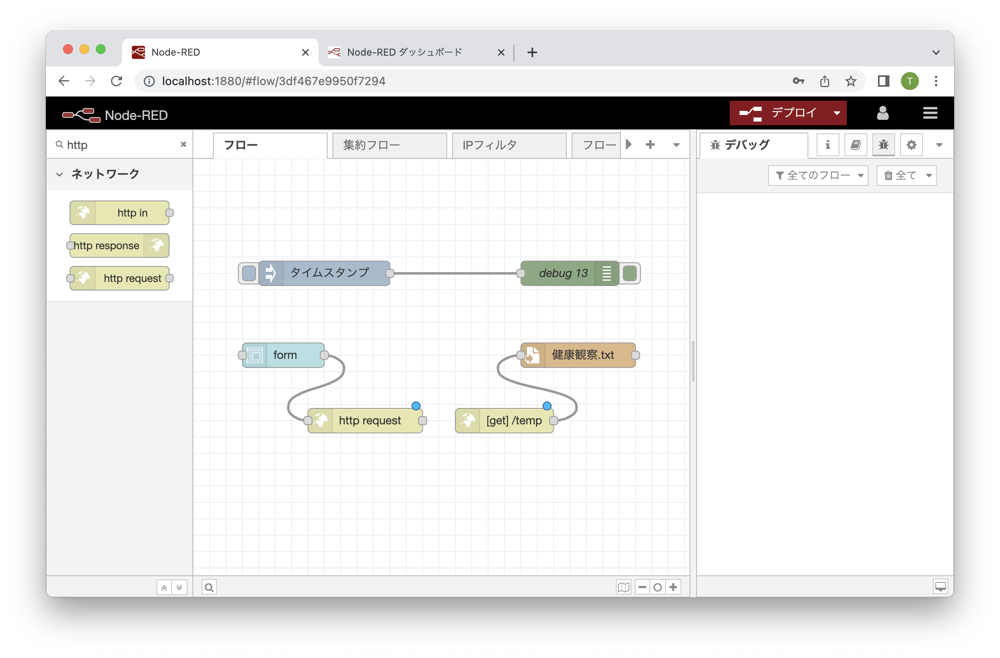 Node-RED
Node-RED ダッシュボード
localhost:1880/#flow/3df467e9950f7294
T
Node-RED
デプロイ
http
フロー
集約フロー
IPフィルタ
フロー
デバッグ
ネットワーク
全てのフロー
全て
http in
http response
http request
タイムスタンプ
debug 13
form
健康観察.txt
http request
[get] /temp